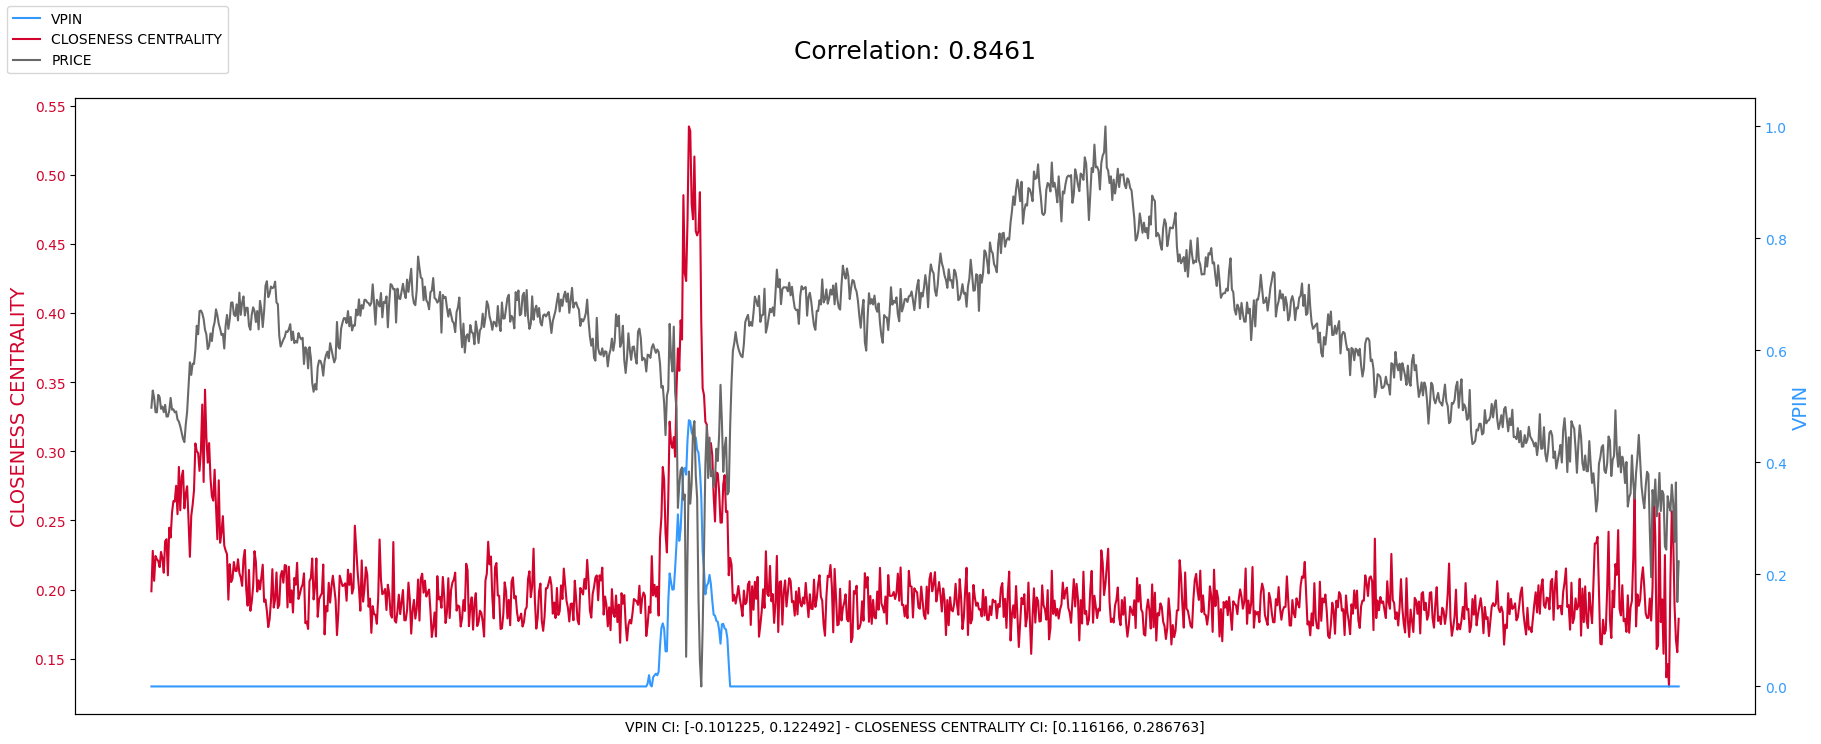 VPIN
CLOSENESS CENTRALITY
PRICE
Correlation: 0.8461
0.55
0.50
0.45
0.40
0.35
0.30
0.25
0.20
0.15
CLOSENESS CENTRALITY
1.0
0.8
0.6
0.4
0.2
0.0
VPIN
VPIN CI: [-0.101225, 0.122492] - CLOSENESS CENTRALITY CI: [0.116166, 0.286763]